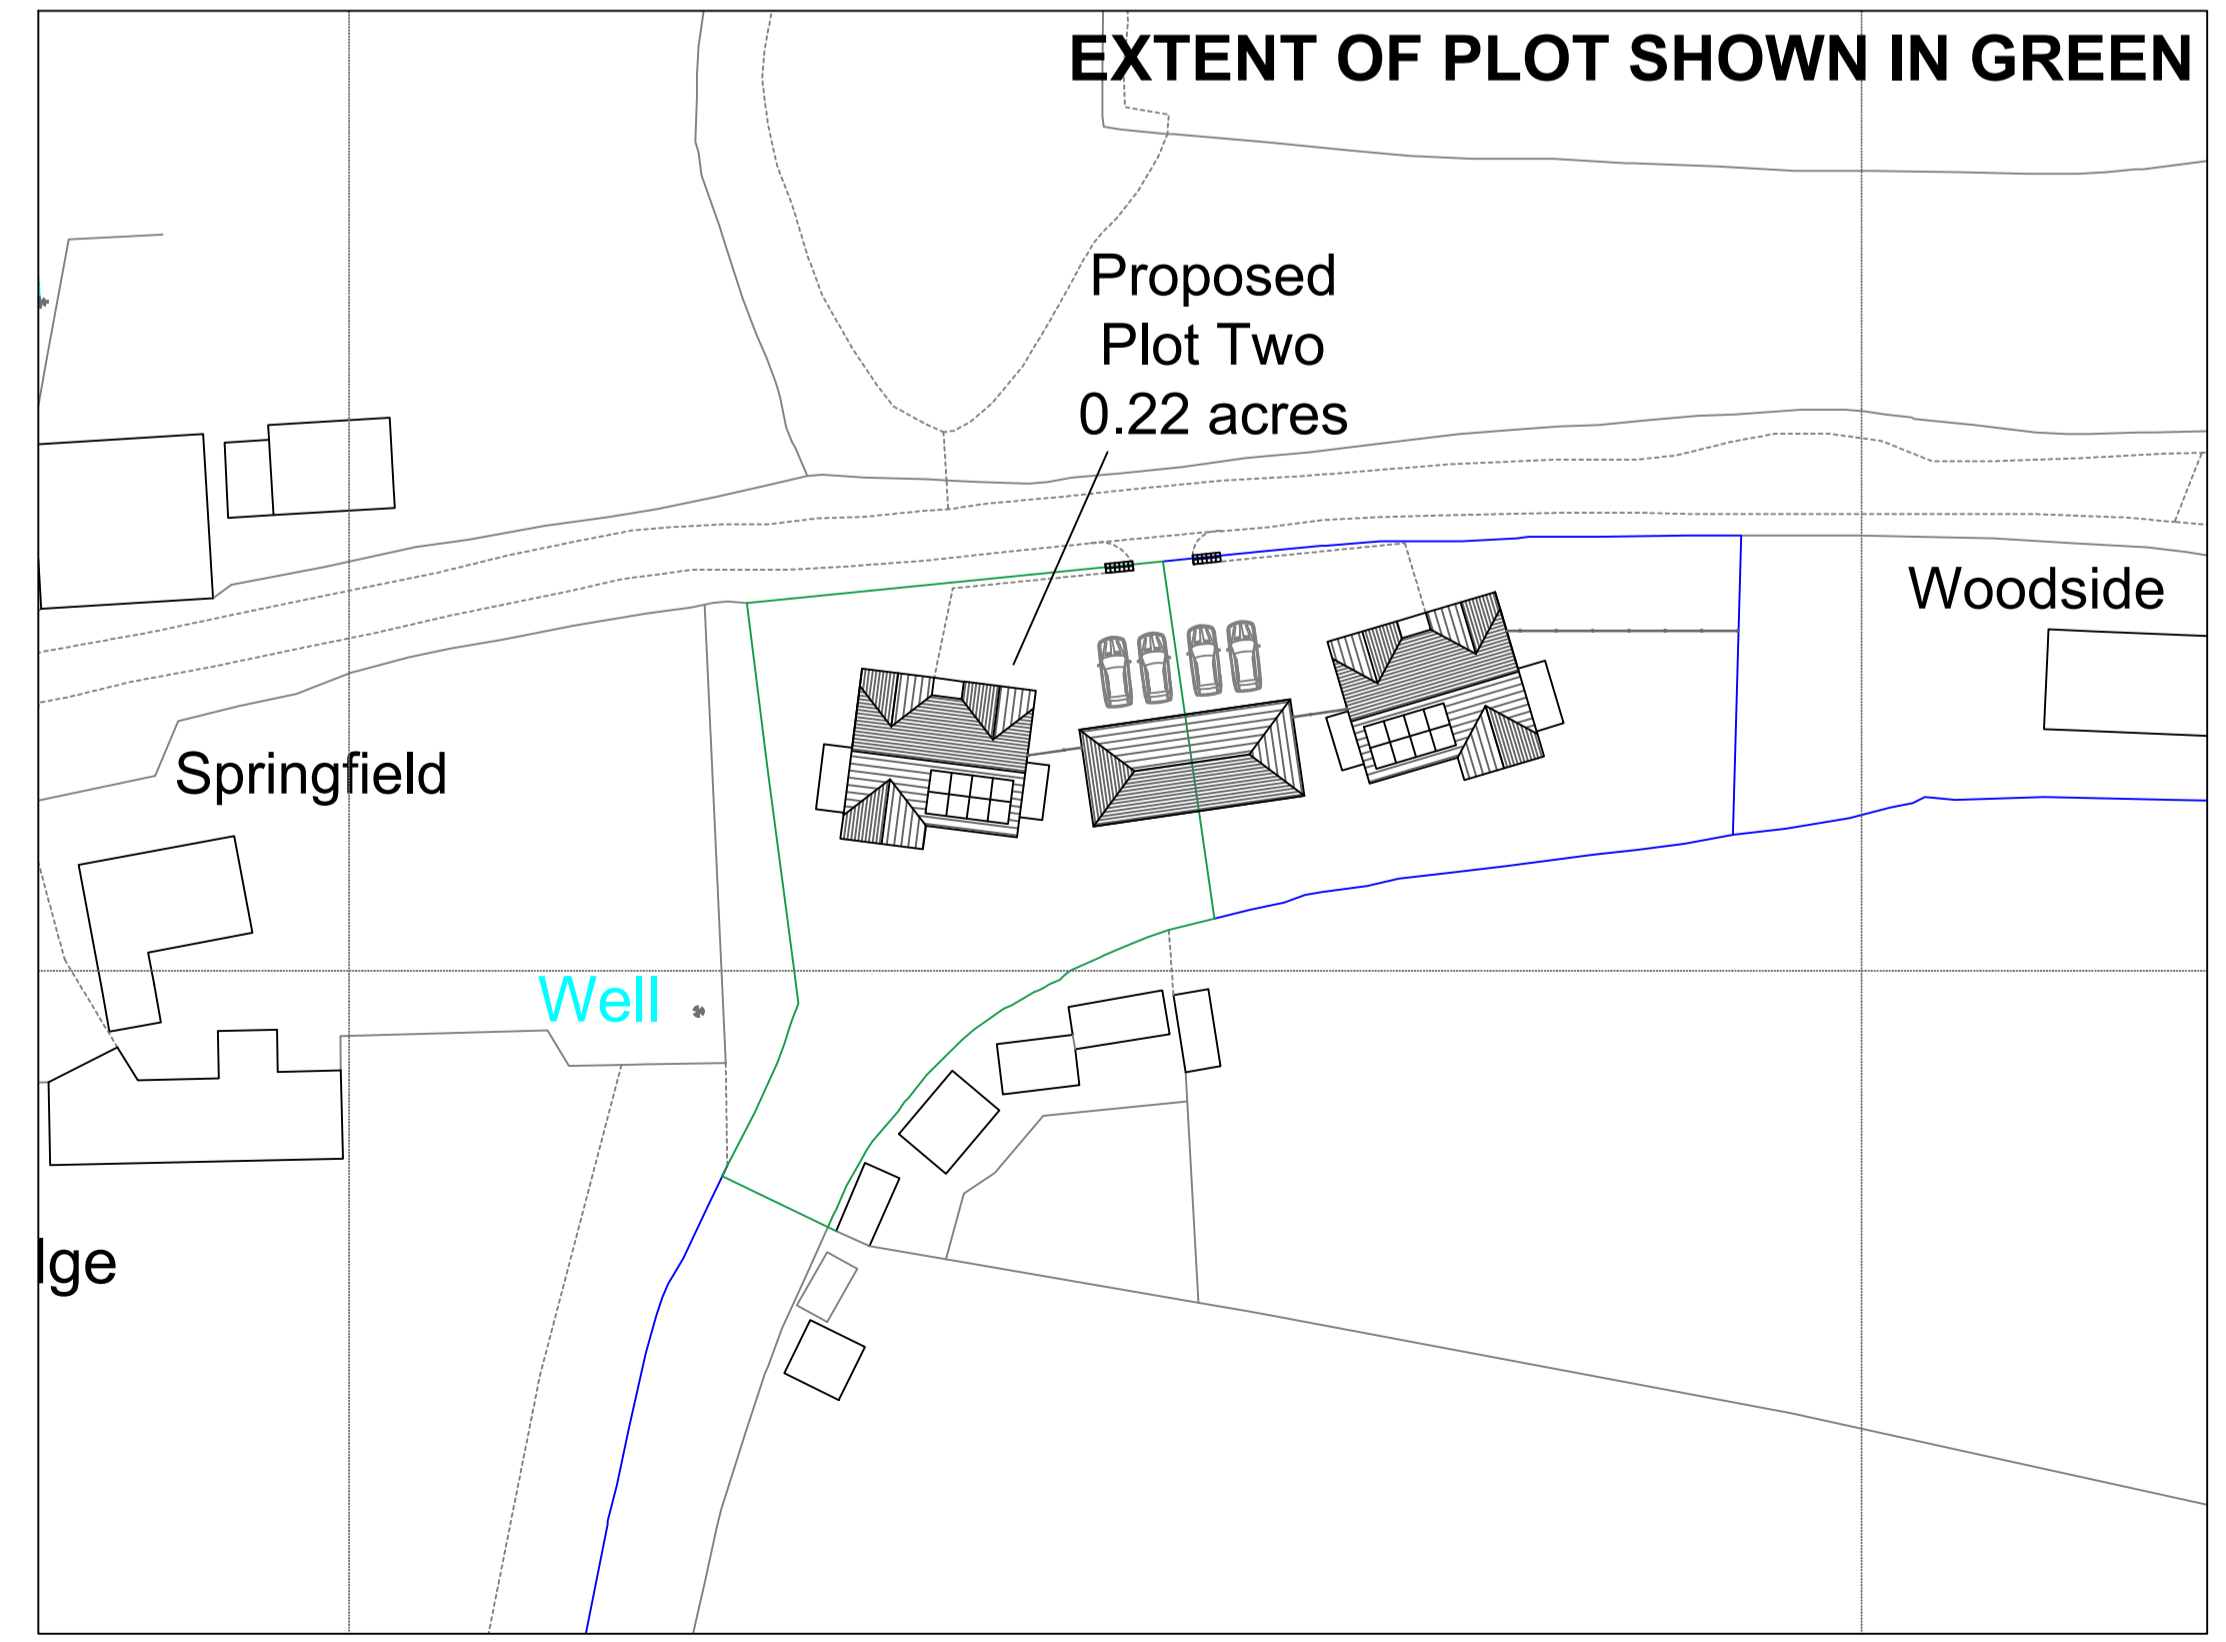 EXTENT OF PLOT SHOWN IN GREEN
Proposed
Plot Two
0.22 acres
Woodside
Springfield
Well
lge